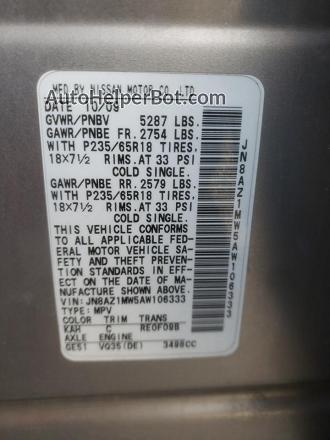 AutoHelperBot.com
MFD BY NISSAN MOTOR CO. LTD.
DATE 10/09
GVWR/PNBV 5287 LBS.
GAWR/PNBE FR. 2754 LBS.
WITH P235/65R18 TIRES
18×7½ RIMS.AT 33 PSI
COLD SINGLE.
GAWR/PNBE RR. 2579 LBS.
WITH P235/65R18 TIRES
18×7½ RIMS.AT 33 PSI
COLD SINGLE.
THIS VEHICLE CONFORMS
TO ALL APPLICABLE FED-
ERAL MOTOR VEHICLE SA-
FETY AND THEFT PREVEN-
TION STANDARDS IN EFF-
ECT ON THE DATE OF MA-
NUFACTURE SHOWN ABOVE.
VIN: JN8AZ1MW5AW106333
TYPE: MPV
COLOR TRIM TRANS
KAH C RE0F09B
AXLE ENGINE
GE51 VQ35(DE) 3498CC
JN8AZ1MW5AW106333